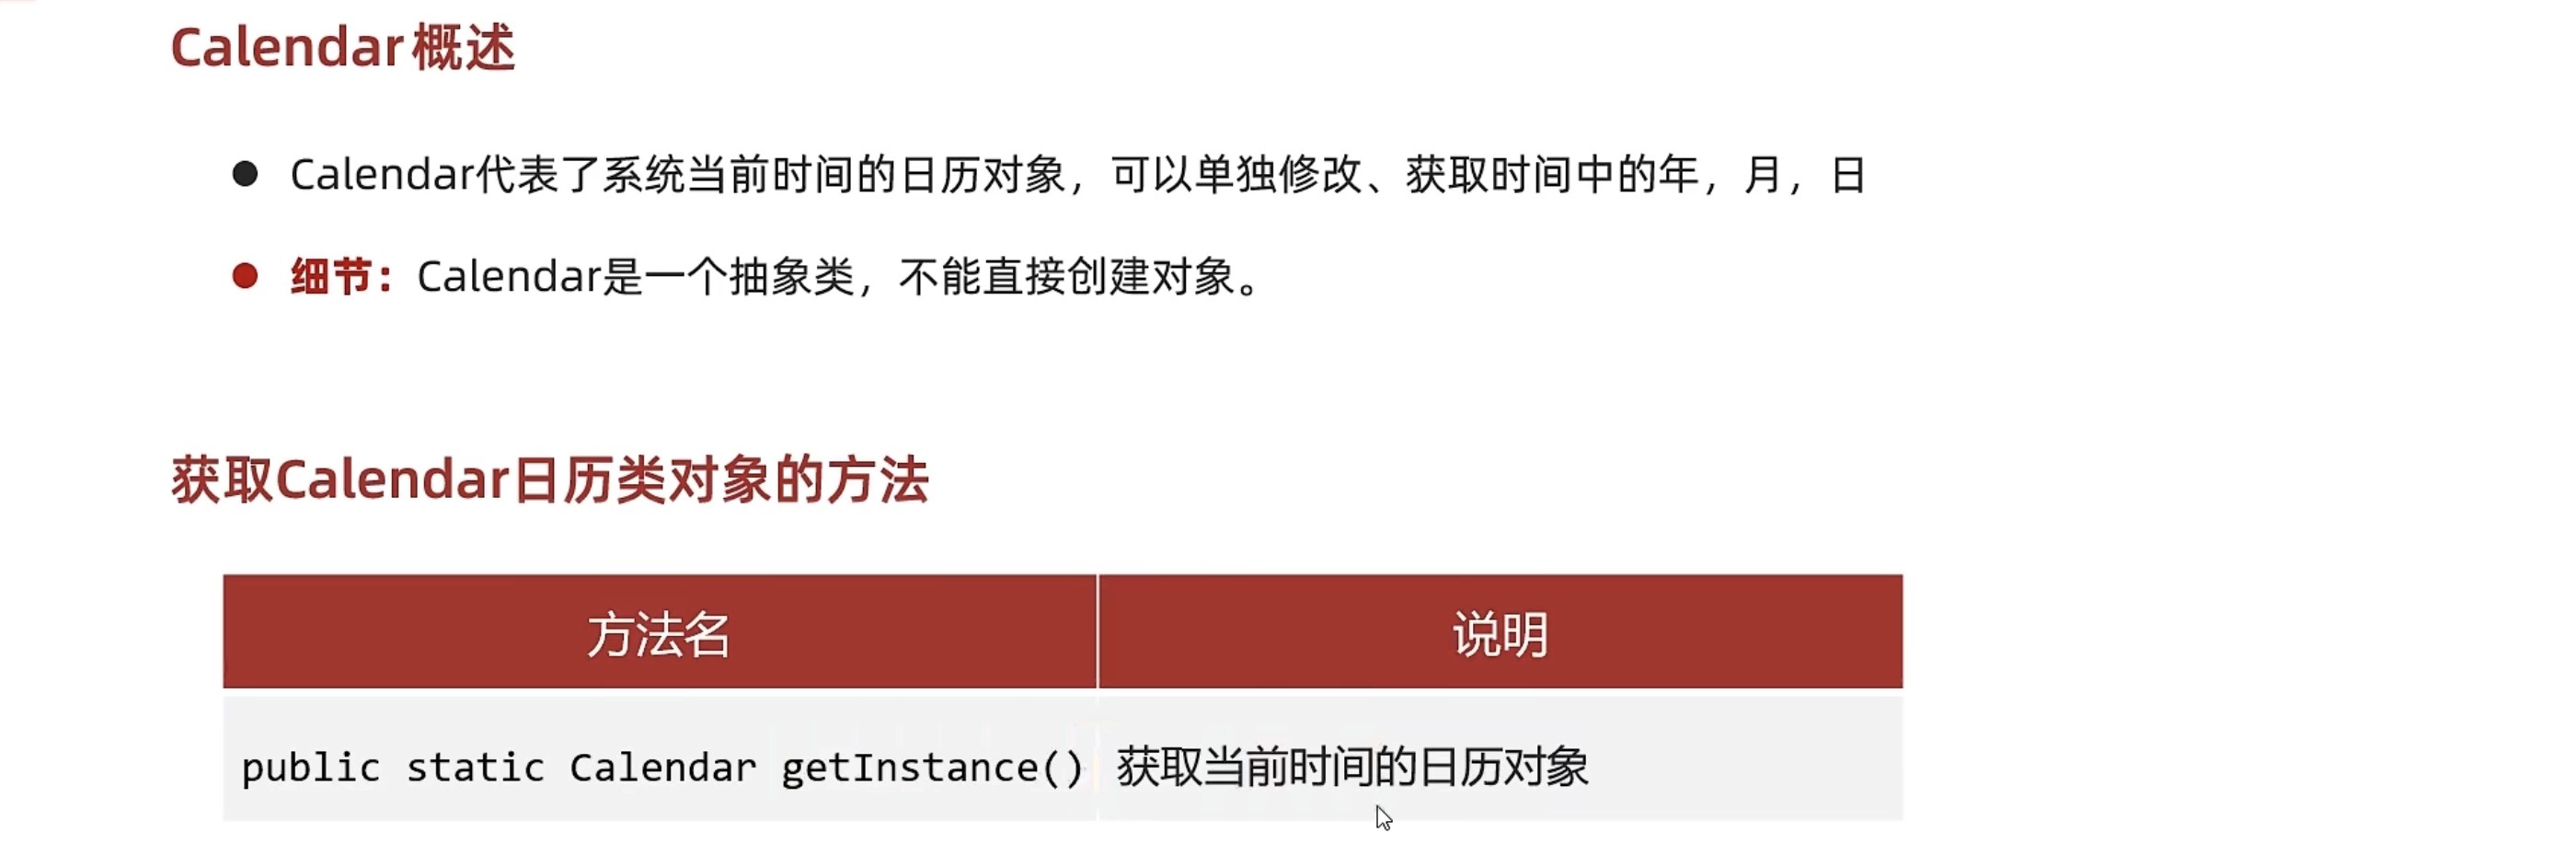 Calendar概述
Calendar代表了系统当前时间的日历对象，可以单独修改、获取时间中的年，月，日
细节：Calendar是一个抽象类，不能直接创建对象。
获取Calendar日历类对象的方法
方法名 说明
public static Calendar getInstance() 获取当前时间的日历对象